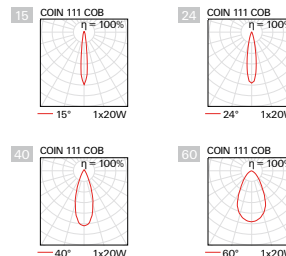 15 COIN 111 COB
η = 100%
15° 1x20W
24 COIN 111 COB
η = 100%
24° 1x20W
40 COIN 111 COB
η = 100%
40° 1x20W
60 COIN 111 COB
η = 100%
60° 1x20W